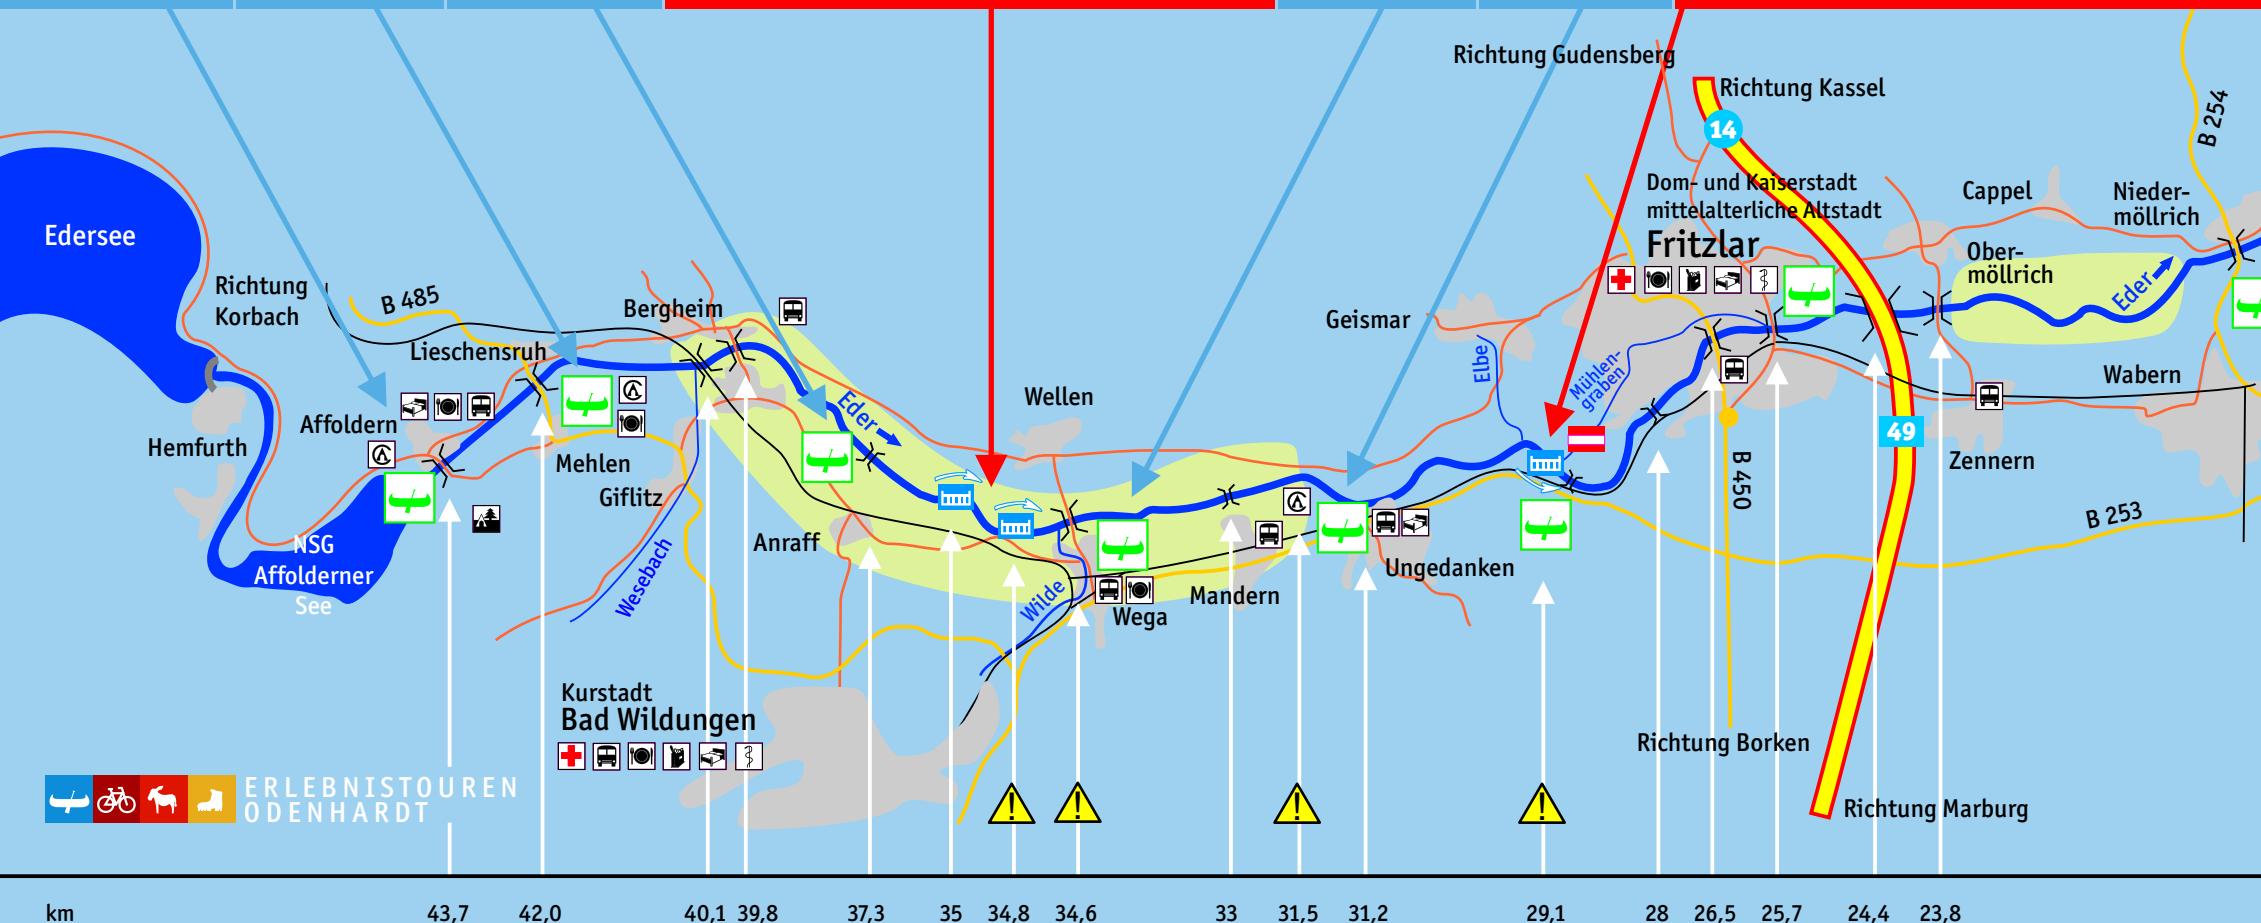 Richtung Gudensberg
Richtung Kassel
14
B 254
Dom- und Kaiserstadt
mittelalterliche Altstadt
Fritzlar
Cappel
Nieder-
möllrich
Ober-
möllrich
Eder
Edersee
Richtung
Korbach
B 485
Bergheim
Lieschensruh
Geismar
Elbe
Mühlen-
graben
Wabern
Wellen
Eder
Affoldern
Hemfurth
Mehlen
Giflitz
49
Zennern
B 450
B 253
NSG
Affolderner
See
Anraff
Wesebach
Wilde
Wega
Mandern
Ungedanken
Kurstadt
Bad Wildungen
Richtung Borken
Richtung Marburg
ERLEBNISTOUREN
ODENHARDT
! ! ! !
km 43,7 42,0 40,1 39,8 37,3 35 34,8 34,6 33 31,5 31,2 29,1 28 26,5 25,7 24,4 23,8